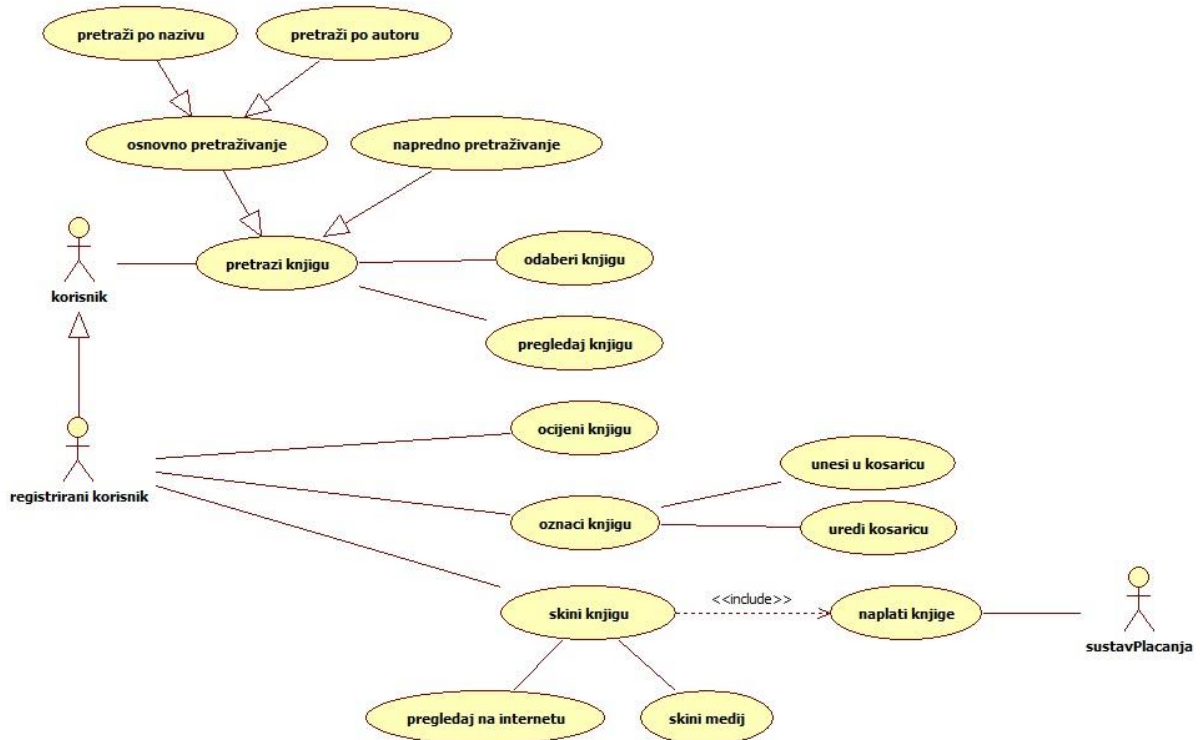 pretraži po nazivu
pretraži po autoru
osnovno pretraživanje
napredno pretraživanje
pretrazi knjigu
odaberi knjigu
korisnik
pregledaj knjigu
ocijeni knjigu
unesi u kosaricu
registrirani korisnik
oznaci knjigu
uredi kosaricu
<<include>>
skini knjigu
naplati knjige
sustavPlacanja
pregledaj na internetu
skini medij